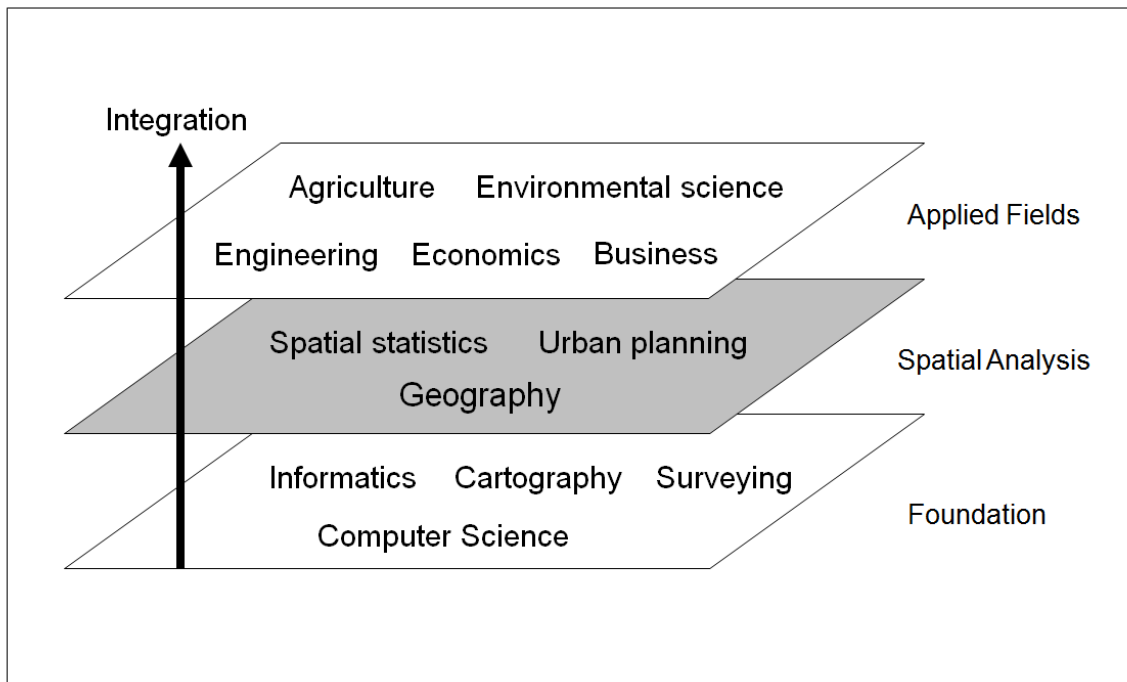 Integration
Agriculture Environmental science
Applied Fields
Engineering Economics Business
Spatial statistics Urban planning
Spatial Analysis
Geography
Informatics Cartography Surveying
Foundation
Computer Science